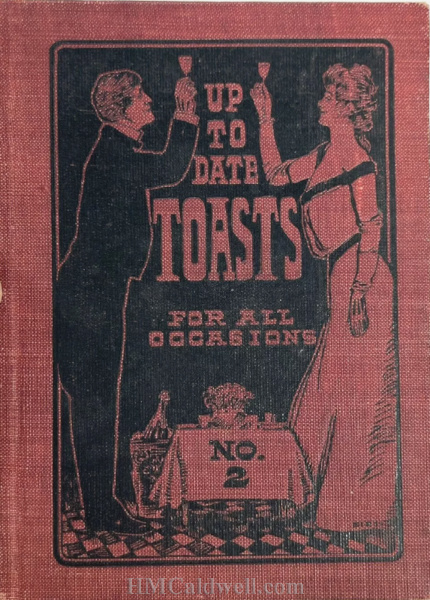 UP
TO
DATE
TOASTS
FOR ALL
OCCASIONS
NO.
2
HMCaldwell.com